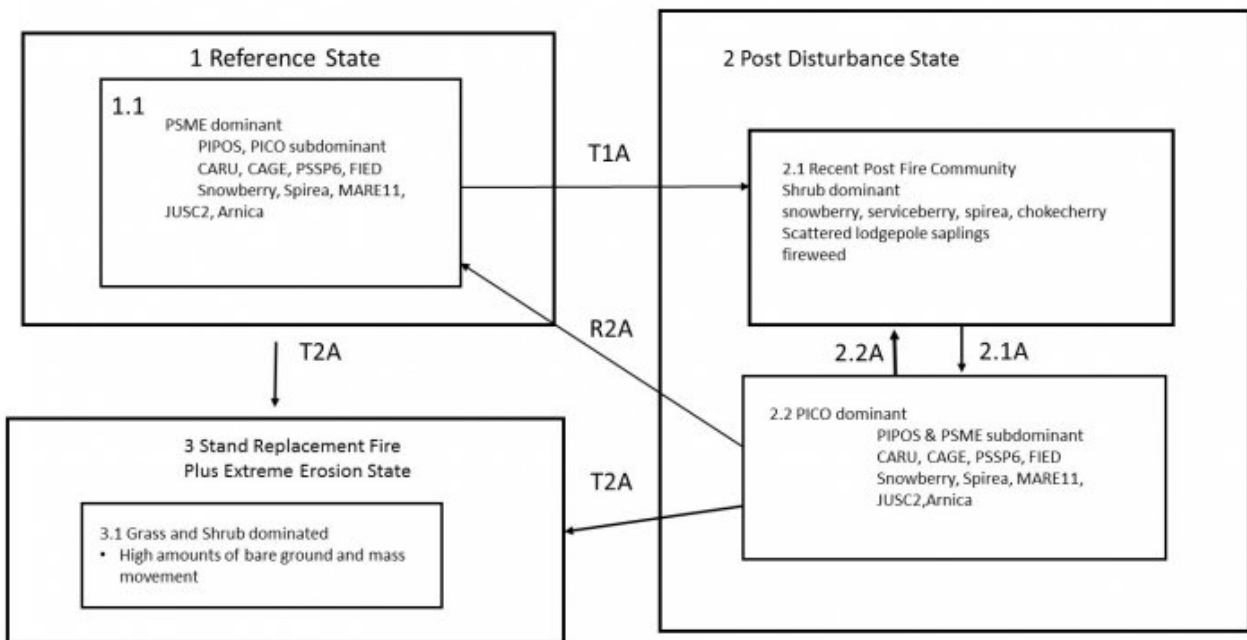 1 Reference State
1.1
PSME dominant
PIPOS, PICO subdominant
CARU, CAGE, PSSP6, FIED
Snowberry, Spirea, MARE11,
JUSC2, Arnica
T1A
2 Post Disturbance State
2.1 Recent Post Fire Community
Shrub dominant
snowberry, serviceberry, spirea, chokecherry
Scattered lodgepole saplings
fireweed
R2A
T2A
2.2A
2.1A
2.2 PICO dominant
PIPOS & PSME subdominant
CARU, CAGE, PSSP6, FIED
Snowberry, Spirea, MARE11,
JUSC2,Arnica
T2A
3 Stand Replacement Fire
Plus Extreme Erosion State
3.1 Grass and Shrub dominated
• High amounts of bare ground and mass
movement